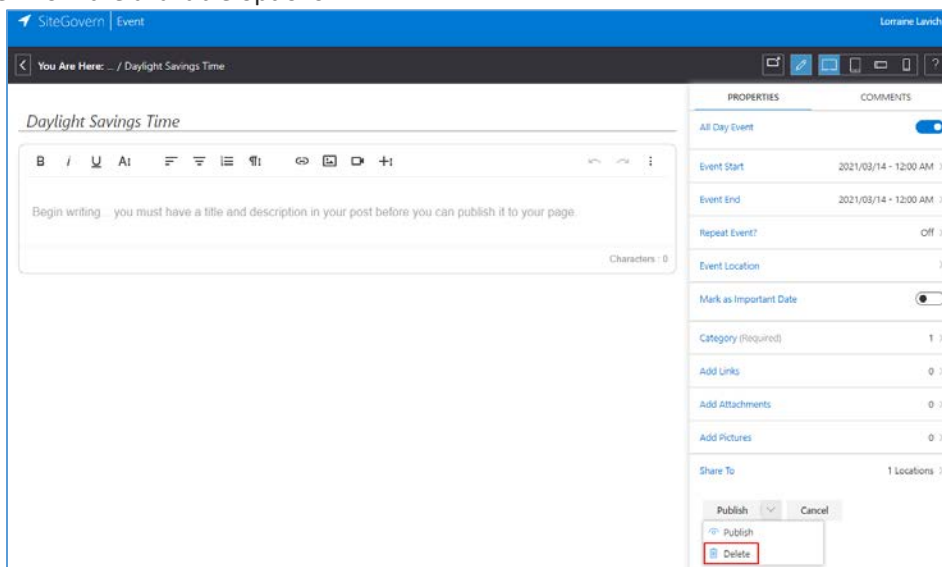 SiteGovern | Event
Lorraine Lavich
You Are Here: ... / Daylight Savings Time
?
PROPERTIES
COMMENTS
Daylight Savings Time
All Day Event
B i U A
Event Start
2021/03/14 - 12:00 AM
Begin writing... you must have a title and description in your post before you can publish it to your page.
Event End
2021/03/14 - 12:00 AM
Repeat Event?
Off
Characters : 0
Event Location
Mark as Important Date
Category (Required)
1
Add Links
0
Add Attachments
0
Add Pictures
0
Share To
1 Locations
Publish
Cancel
Publish
Delete